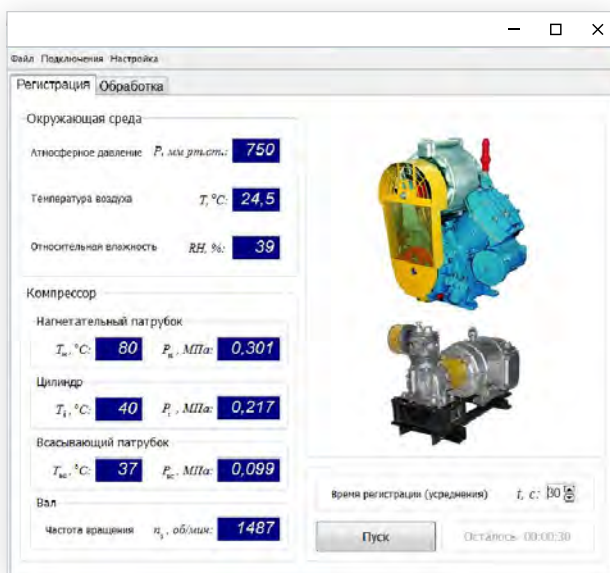 Файл Подключения Настройка
Регистрация Обработка
Окружающая среда
Атмосферное давление P, мм рт.ст.: 750
Температура воздуха T, °C: 24,5
Относительная влажность RH, %: 39
Компрессор
Нагнетательный патрубок
Tн, °C: 80 Pн, МПа: 0,301
Цилиндр
°C: 40 МПа: 0,217
Всасывающий патрубок
Tвс, °C: 37 Pвс, МПа: 0,099
Вал
Частота вращения об/мин: 1487
Время регистрации (усреднения) t, с: 30
Пуск Осталось 00:00:30